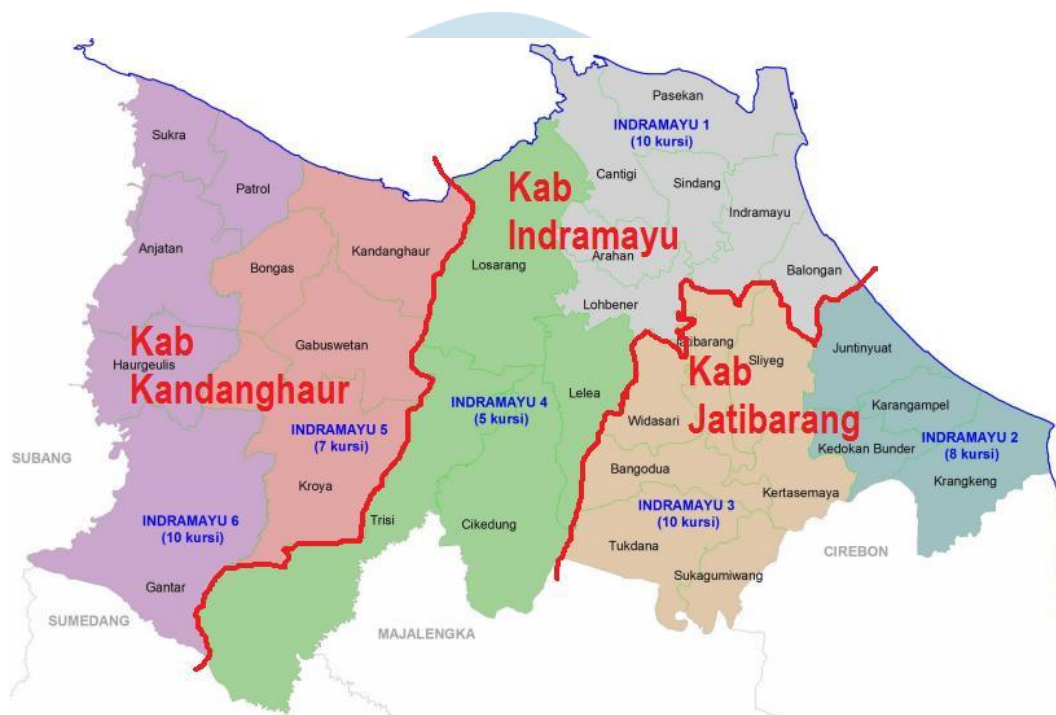 Pasekan
INDRAMAYU 1
(10 kursi)
Sukra
Patrol
Cantigi
Sindang
Kab
Indramayu
Indramayu
Anjatan
Bongas
Kandanghaur
Losarang
Arahan
Balongan
Lohbener
Kab
Kandanghaur
Haurgeulis
Gabuswetan
Jatibarang
Sliyeg
Juntinyuat
Kab
Jatibarang
Lelea
INDRAMAYU 4
(5 kursi)
Widasari
Karangampel
Kedokan Bunder
INDRAMAYU 2
(8 kursi)
Krangkeng
INDRAMAYU 5
(7 kursi)
SUBANG
Kroya
Bangodua
Kertasemaya
INDRAMAYU 3
(10 kursi)
INDRAMAYU 6
(10 kursi)
Trisi
Cikedung
Tukdana
CIREBON
Sukagumiwang
Gantar
SUMEDANG
MAJALENGKA